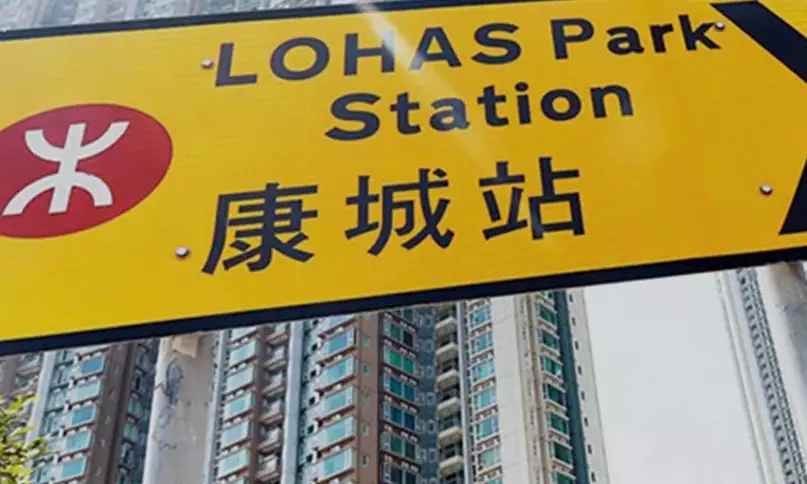 LOHAS Park
Station
康城站